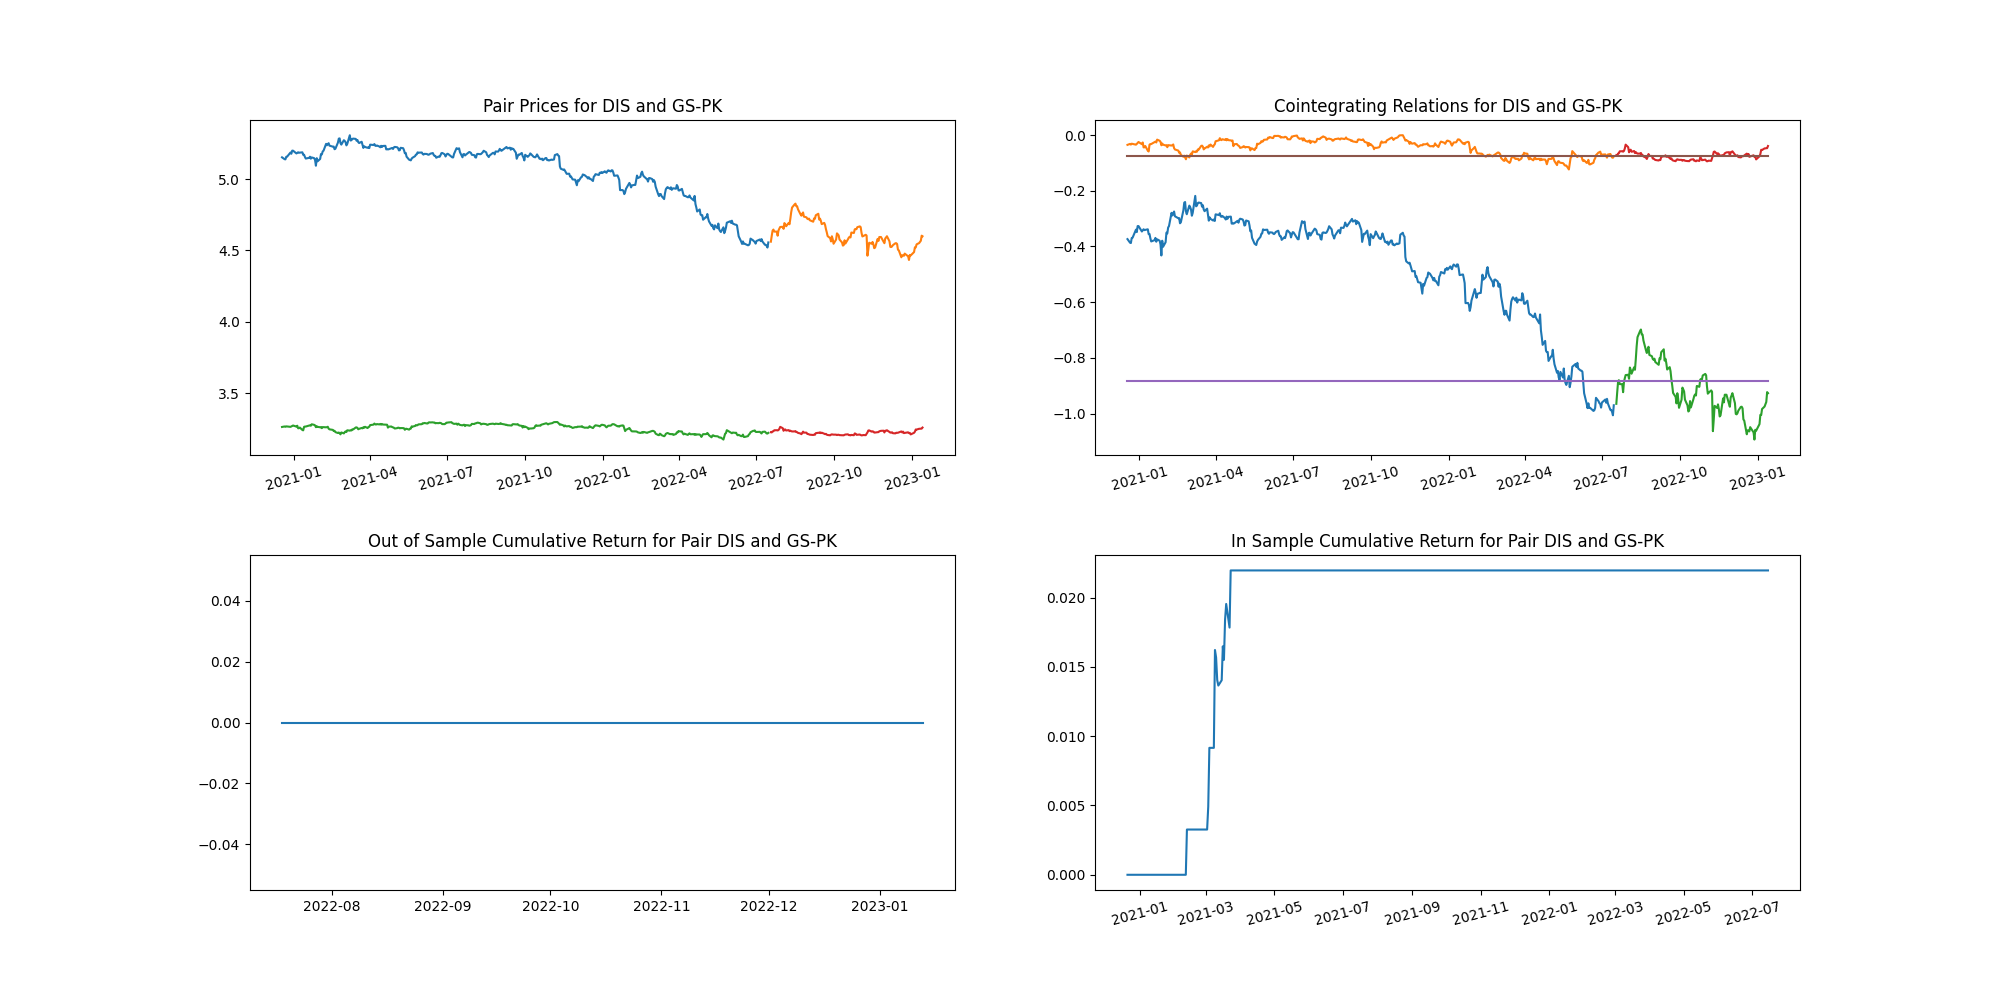 Pair Prices for DIS and GS-PK
5.0
4.5
4.0
3.5
2021-01 2021-04 2021-07 2021-10 2022-01 2022-04 2022-07 2022-10 2023-01
Cointegrating Relations for DIS and GS-PK
0.0
−0.2
−0.4
−0.6
−0.8
−1.0
2021-01 2021-04 2021-07 2021-10 2022-01 2022-04 2022-07 2022-10 2023-01
Out of Sample Cumulative Return for Pair DIS and GS-PK
0.04
0.02
0.00
−0.02
−0.04
2022-08 2022-09 2022-10 2022-11 2022-12 2023-01
In Sample Cumulative Return for Pair DIS and GS-PK
0.020
0.015
0.010
0.005
0.000
2021-01 2021-03 2021-05 2021-07 2021-09 2021-11 2022-01 2022-03 2022-05 2022-07